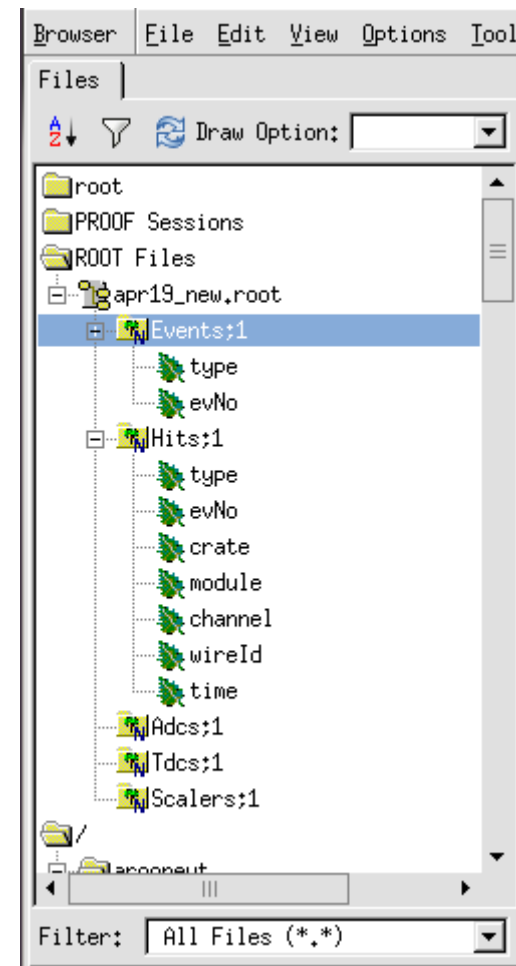 Browser File Edit View Options Tool
Files
Draw Option:
root
PROOF Sessions
ROOT Files
apr19_new.root
Events;1
type
evNo
Hits;1
type
evNo
crate
module
channel
wireId
time
Adcs;1
Tdcs;1
Scalers;1
/
Filter: All Files (*.*)